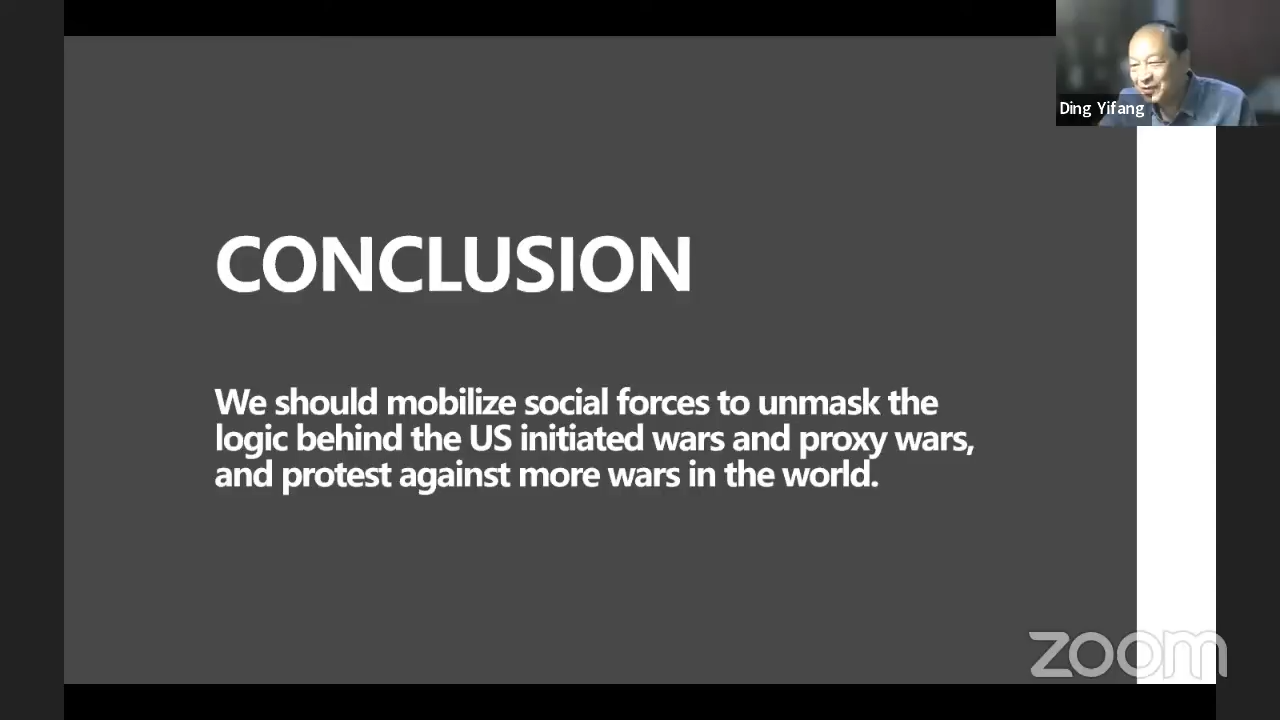 Ding Yifang
CONCLUSION
We should mobilize social forces to unmask the
logic behind the US initiated wars and proxy wars,
and protest against more wars in the world.
zoom